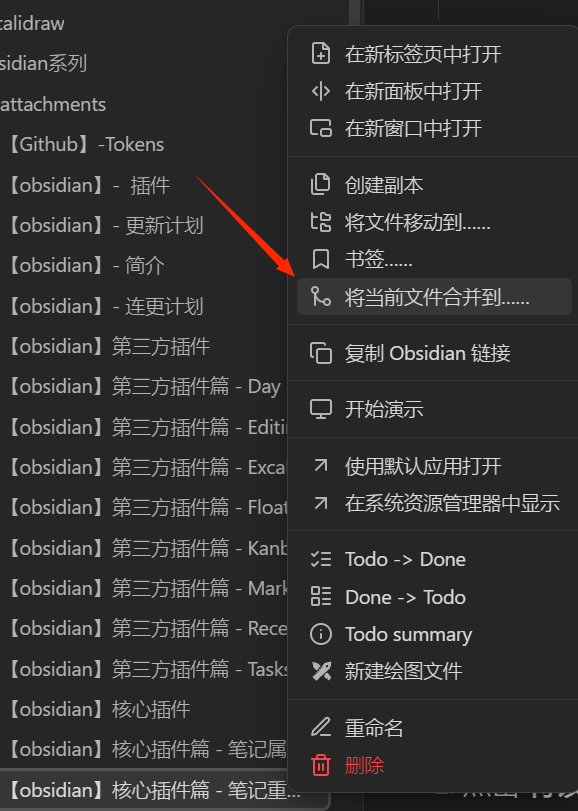 calidraw
sidian系列
attachments
【Github】-Tokens
【obsidian】- 插件
【obsidian】- 更新计划
【obsidian】- 简介
【obsidian】- 连更计划
【obsidian】第三方插件
【obsidian】第三方插件篇 - Day
【obsidian】第三方插件篇 - Editi
【obsidian】第三方插件篇 - Excal
【obsidian】第三方插件篇 - Float
【obsidian】第三方插件篇 - Kanb
【obsidian】第三方插件篇 - Mark
【obsidian】第三方插件篇 - Rece
【obsidian】第三方插件篇 - Tasks
【obsidian】核心插件
【obsidian】核心插件篇 - 笔记属
【obsidian】核心插件篇 - 笔记重...
在新标签页中打开
在新面板中打开
在新窗口中打开
创建副本
将文件移动到......
书签......
将当前文件合并到......
复制 Obsidian 链接
开始演示
使用默认应用打开
在系统资源管理器中显示
Todo -> Done
Done -> Todo
Todo summary
新建绘图文件
重命名
删除